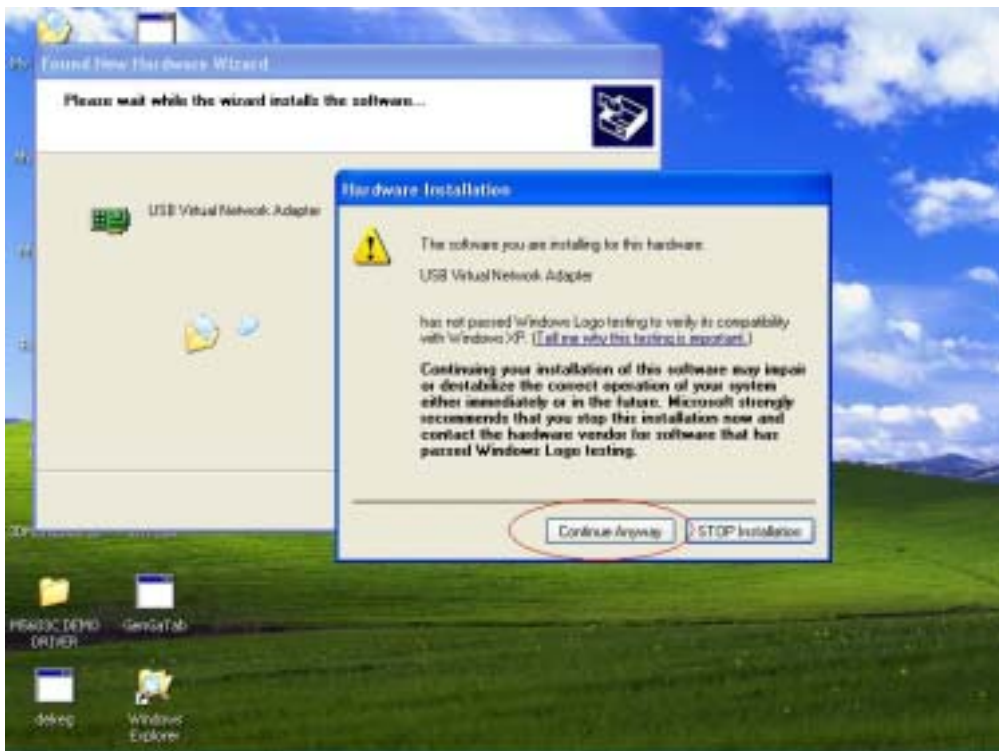 Found New Hardware Wizard
Please wait while the wizard installs the software...
USB Virtual Network Adapter
Hardware Installation
The software you are installing for this hardware:
USB Virtual Network Adapter
has not passed Windows Logo testing to verify its compatibility
with Windows XP. (Tell me why this testing is important.)
Continuing your installation of this software may impair
or destabilize the correct operation of your system
either immediately or in the future. Microsoft strongly
recommends that you stop this installation now and
contact the hardware vendor for software that has
passed Windows Logo testing.
Continue Anyway
STOP Installation
DEMO
DRIVER
GenGaTab
dekeg
Windows
Explorer